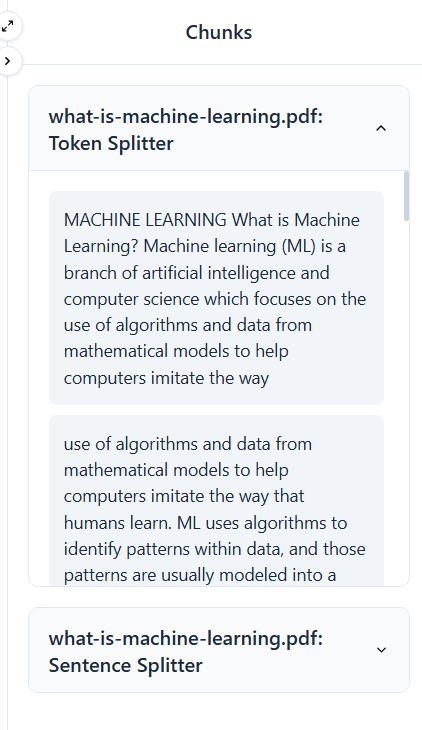 Chunks
what-is-machine-learning.pdf:
Token Splitter
MACHINE LEARNING What is Machine
Learning? Machine learning (ML) is a
branch of artificial intelligence and
computer science which focuses on the
use of algorithms and data from
mathematical models to help
computers imitate the way
use of algorithms and data from
mathematical models to help
computers imitate the way that
humans learn. ML uses algorithms to
identify patterns within data, and those
patterns are usually modeled into a
what-is-machine-learning.pdf:
Sentence Splitter